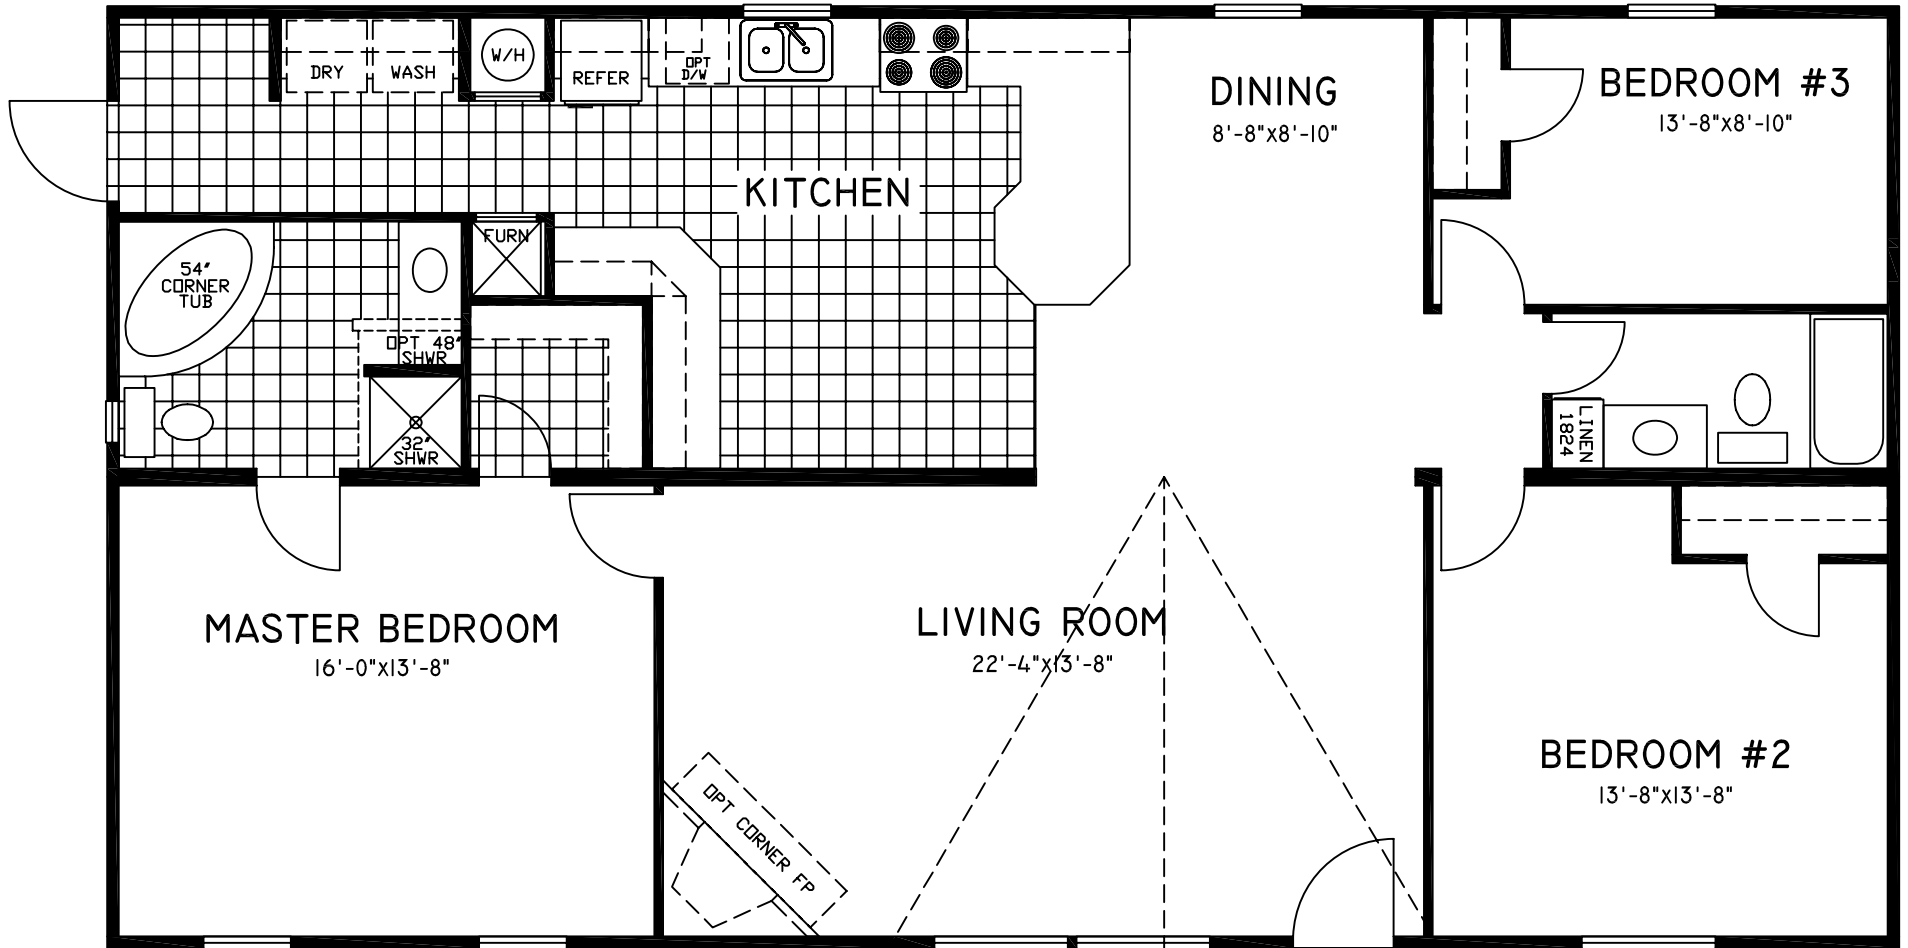 DRY
WASH
W/H
REFER
OPT
D/W
DINING
8'-8"x8'-10"
BEDROOM #3
13'-8"x8'-10"
KITCHEN
FURN
54"
CORNER
TUB
OPT 48"
SHWR
32"
SHWR
LINEN
1824
MASTER BEDROOM
16'-0"x13'-8"
LIVING ROOM
22'-4"x13'-8"
BEDROOM #2
13'-8"x13'-8"
OPT CORNER FP